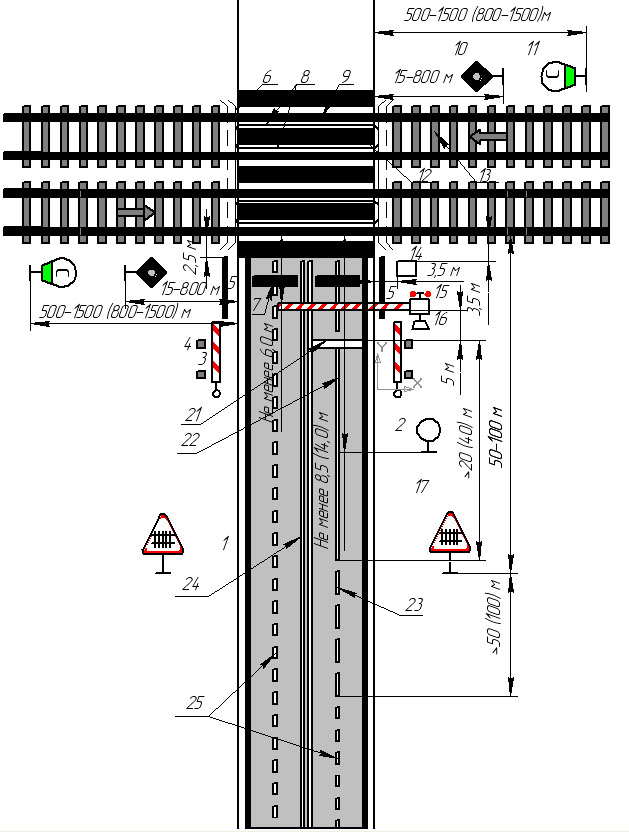 500-1500 (800-1500)м
10 11
15-800 м
6 8 9
12 13
2,5 м
14
3,5 м
5
15-800 м
500-1500 (800-1500) м
7
5
15
16
3,5 м
4
3
Не менее 6,0 м
Y
X
5 м
21
22
2
>20 (40) м
50-100 м
Не менее 8,5 (14,0) м
17
1
24
23
>50 (100) м
25